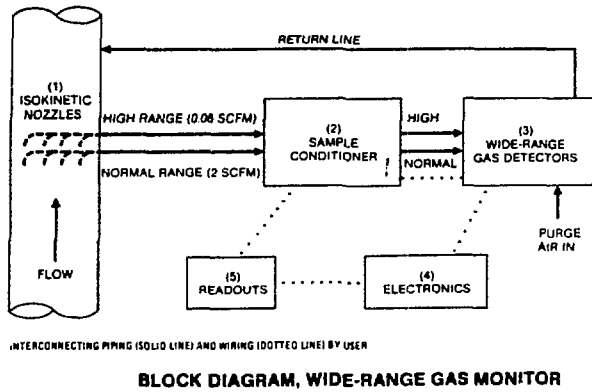 RETURN LINE
(1)
ISOKINETIC
NOZZLES
HIGH RANGE (0.06 SCFM)
NORMAL RANGE (2 SCFM)
FLOW
(2)
SAMPLE
CONDITIONER
HIGH
NORMAL
(3)
WIDE-RANGE
GAS DETECTORS
PURGE
AIR IN
(5)
READOUTS
(4)
ELECTRONICS
INTERCONNECTING PIPING (SOLID LINE) AND WIRING (DOTTED LINE) BY USER
BLOCK DIAGRAM, WIDE-RANGE GAS MONITOR